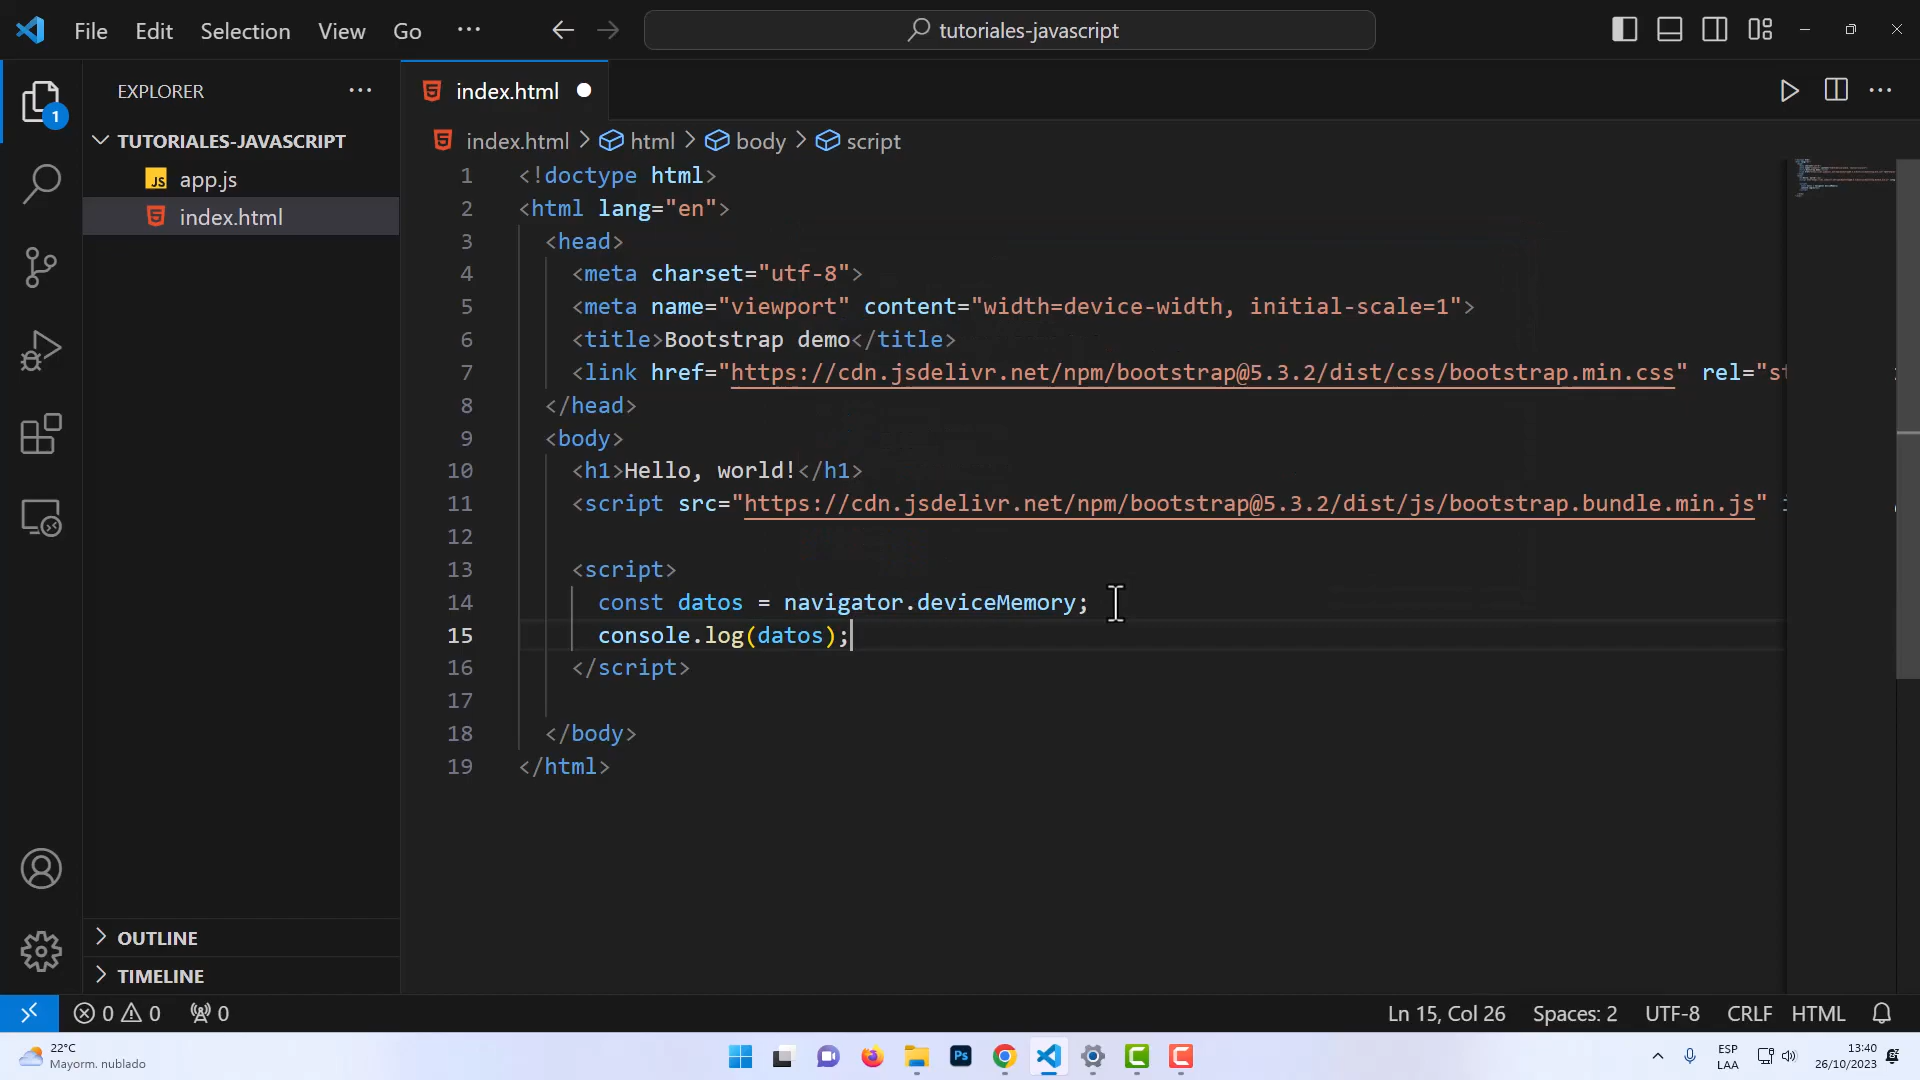 File Edit Selection View Go ···
tutoriales-javascript
EXPLORER
TUTORIALES-JAVASCRIPT
JS app.js
index.html
1
index.html
index.html > html > body > script
1 <!doctype html>
2 <html lang="en">
3 <head>
4 <meta charset="utf-8">
5 <meta name="viewport" content="width=device-width, initial-scale=1">
6 <title>Bootstrap demo</title>
7 <link href="https://cdn.jsdelivr.net/npm/bootstrap@5.3.2/dist/css/bootstrap.min.css" rel="st
8 </head>
9 <body>
10 <h1>Hello, world!</h1>
11 <script src="https://cdn.jsdelivr.net/npm/bootstrap@5.3.2/dist/js/bootstrap.bundle.min.js" i
12
13 <script>
14 const datos = navigator.deviceMemory;
15 console.log(datos);
16 </script>
17
18 </body>
19 </html>
OUTLINE
TIMELINE
0 0 0
Ln 15, Col 26 Spaces: 2 UTF-8 CRLF HTML
22°C
Mayorm. nublado
Ps
ESP
LAA
13:40
26/10/2023